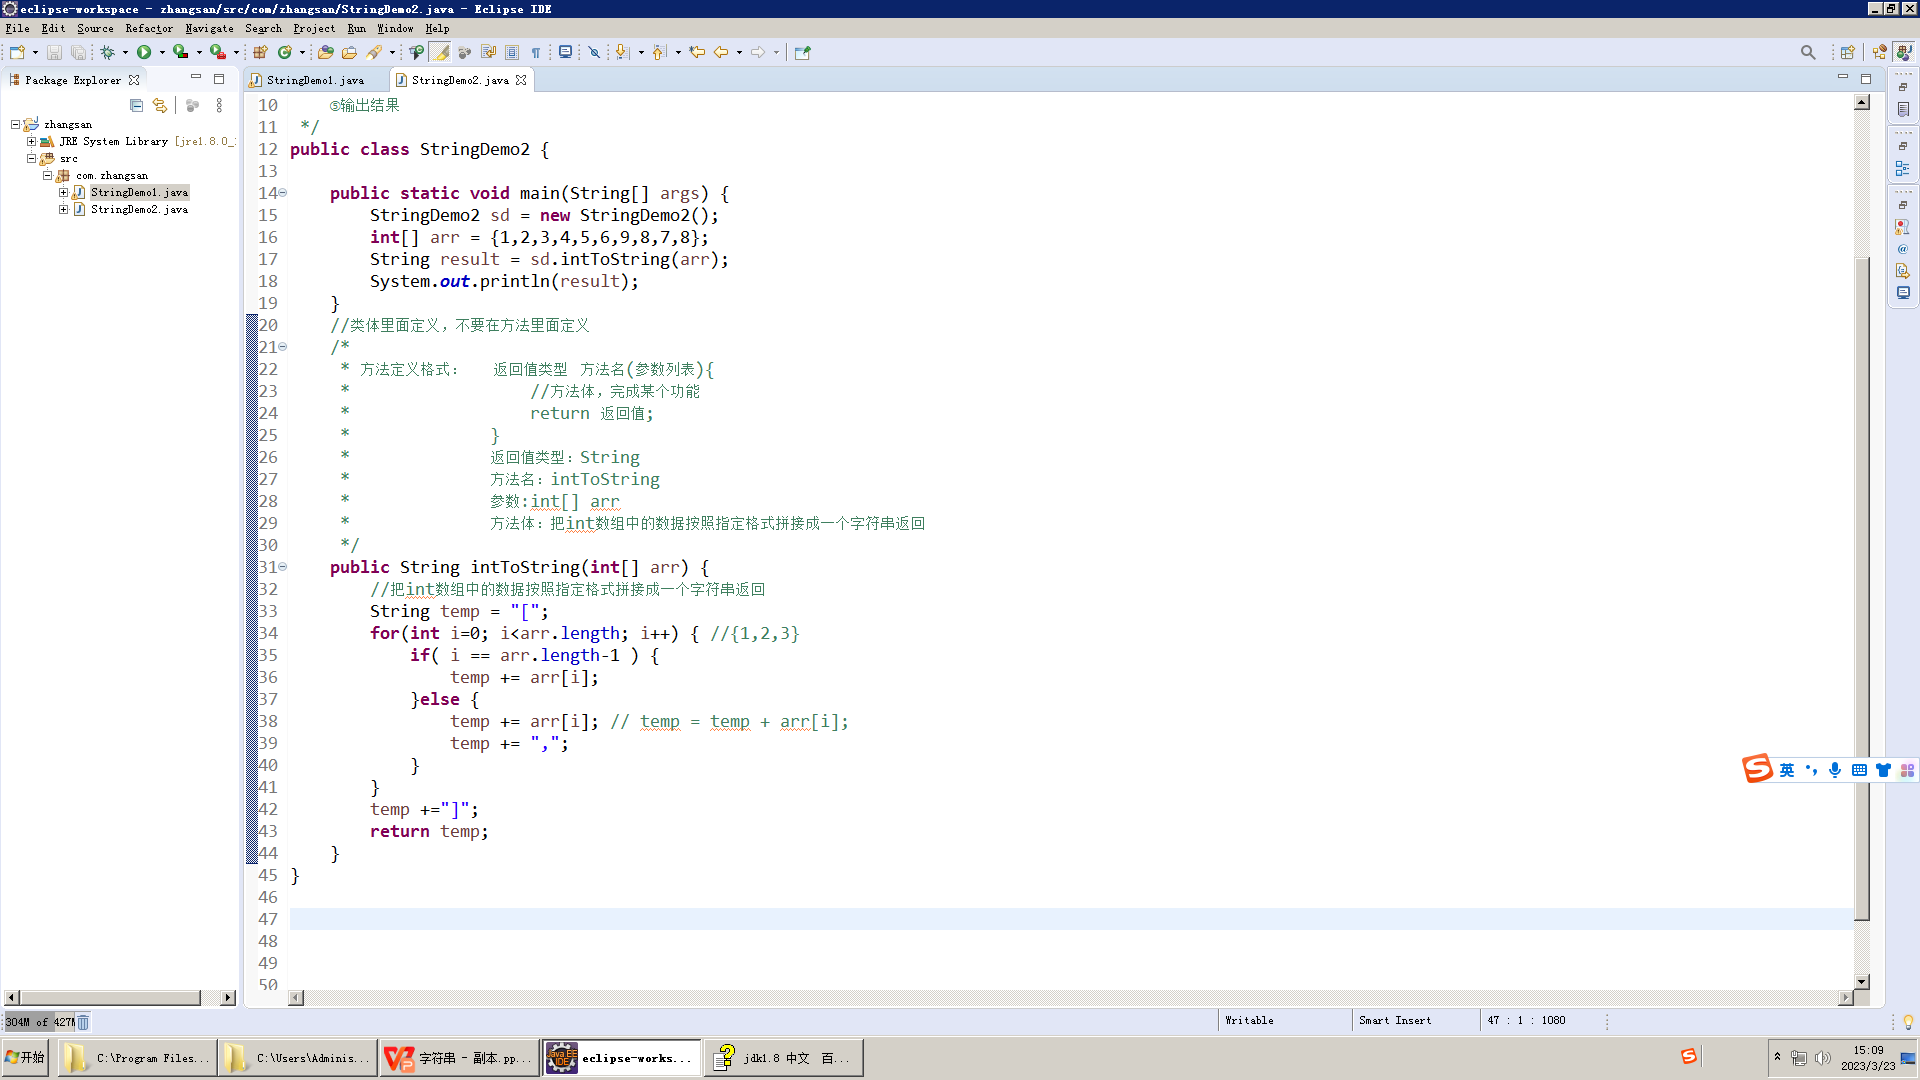 eclipse-workspace - zhangsan/src/com/zhangsan/StringDemo2.java - Eclipse IDE
File Edit Source Refactor Navigate Search Project Run Window Help
Package Explorer
StringDemo1.java
StringDemo2.java
zhangsan
JRE System Library [jre1.8.0_
src
com.zhangsan
StringDemo1.java
StringDemo2.java
10     ⑤输出结果
11  */
12 public class StringDemo2 {
13
14     public static void main(String[] args) {
15         StringDemo2 sd = new StringDemo2();
16         int[] arr = {1,2,3,4,5,6,9,8,7,8};
17         String result = sd.intToString(arr);
18         System.out.println(result);
19     }
20     //类体里面定义，不要在方法里面定义
21     /*
22      * 方法定义格式：   返回值类型  方法名(参数列表){
23      *                  //方法体，完成某个功能
24      *                  return 返回值;
25      *              }
26      *              返回值类型：String
27      *              方法名：intToString
28      *              参数:int[] arr
29      *              方法体：把int数组中的数据按照指定格式拼接成一个字符串返回
30      */
31     public String intToString(int[] arr) {
32         //把int数组中的数据按照指定格式拼接成一个字符串返回
33         String temp = "[";
34         for(int i=0; i<arr.length; i++) { //{1,2,3}
35             if( i == arr.length-1 ) {
36                 temp += arr[i];
37             }else {
38                 temp += arr[i]; // temp = temp + arr[i];
39                 temp += ",";
40             }
41         }
42         temp +="]";
43         return temp;
44     }
45 }
46
47
48
49
50
英
304M of 427M
Writable
Smart Insert
47 : 1 : 1080
开始
C:\Program Files...
C:\Users\Adminis...
字符串 - 副本.pp...
eclipse-works...
jdk1.8 中文  百...
15:09
2023/3/23